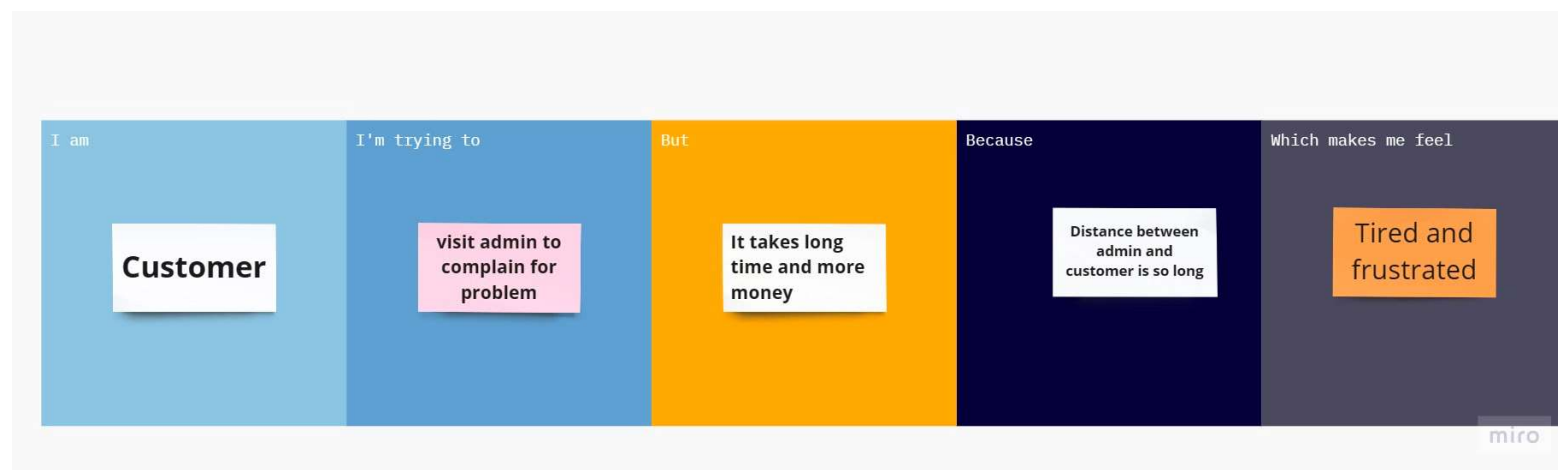 I am
Customer
I'm trying to
visit admin to
complain for
problem
But
It takes long
time and more
money
Because
Distance between
admin and
customer is so long
Which makes me feel
Tired and
frustrated
miro